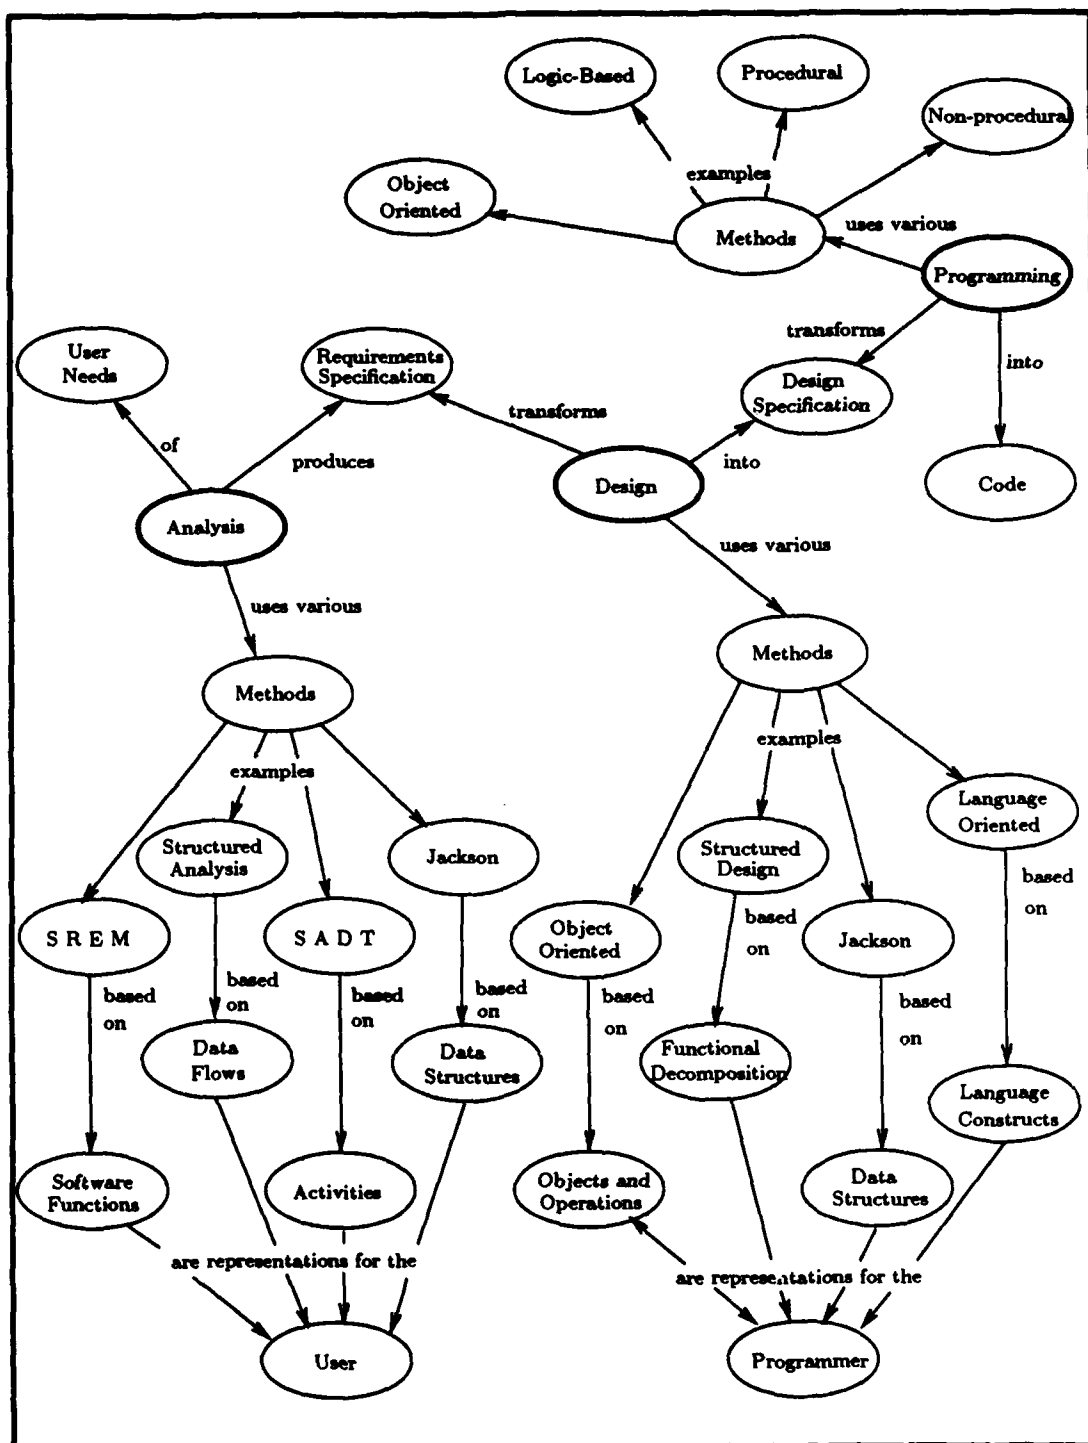 Logic-Based
Procedural
Non-procedural
examples
Object
Oriented
Methods
uses various
Programming
transforms
into
User
Needs
Requirements
Specification
Design
Specification
transforms
of
produces
Design
into
Code
Analysis
uses various
uses various
Methods
Methods
examples
examples
Language
Oriented
Structured
Analysis
Jackson
Structured
Design
based
on
S R E M
S A D T
Object
Oriented
based
on
Jackson
based
on
based
on
based
on
based
on
based
on
based
on
Data
Flows
Data
Structures
Functional
Decomposition
Language
Constructs
Software
Functions
Activities
Objects and
Operations
Data
Structures
are representations for the
are representations for the
User
Programmer